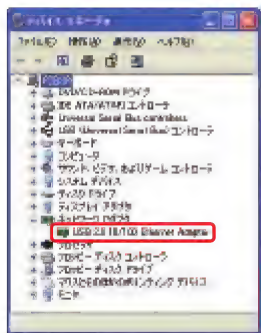 デバイス マネージャ
ファイル(F) 操作(A) 表示(V) ヘルプ(H)
DVD/CD-ROM ドライブ
IDE ATA/ATAPI コントローラ
Universal Serial Bus controllers
USB (Universal Serial Bus) コントローラ
キーボード
コンピュータ
サウンド、ビデオ、およびゲーム コントローラ
システム デバイス
ディスク ドライブ
ディスプレイ アダプタ
ネットワーク アダプタ
USB 2.0 10/100 Ethernet Adapter
プロセッサ
フロッピー ディスク コントローラ
フロッピー ディスク ドライブ
マウスとそのほかのポインティング デバイス
モニタ